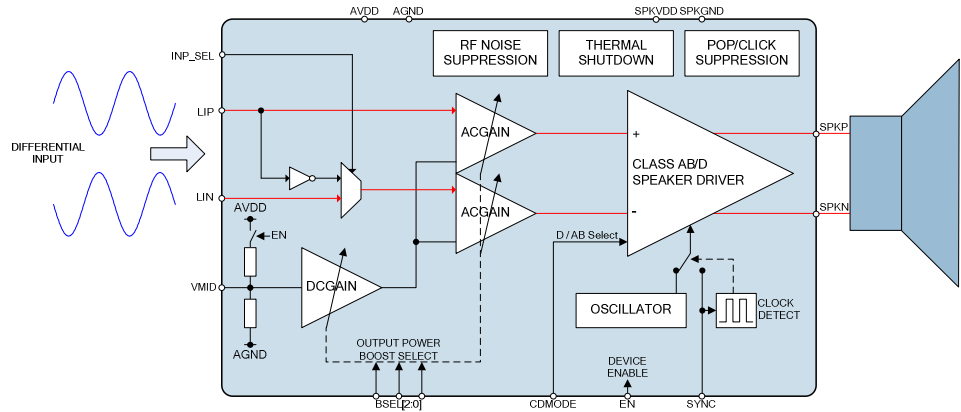 AVDD
AGND
SPKVDD
SPKGND
INP_SEL
RF NOISE
SUPPRESSION
THERMAL
SHUTDOWN
POP/CLICK
SUPPRESSION
LIP
ACGAIN
+
CLASS AB/D
SPEAKER DRIVER
SPKP
DIFFERENTIAL
INPUT
LIN
AVDD
EN
ACGAIN
-
SPKN
D / AB Select
VMID
DCGAIN
OSCILLATOR
CLOCK
DETECT
AGND
OUTPUT POWER
BOOST SELECT
DEVICE
ENABLE
BSEL[2:0]
CDMODE
EN
SYNC